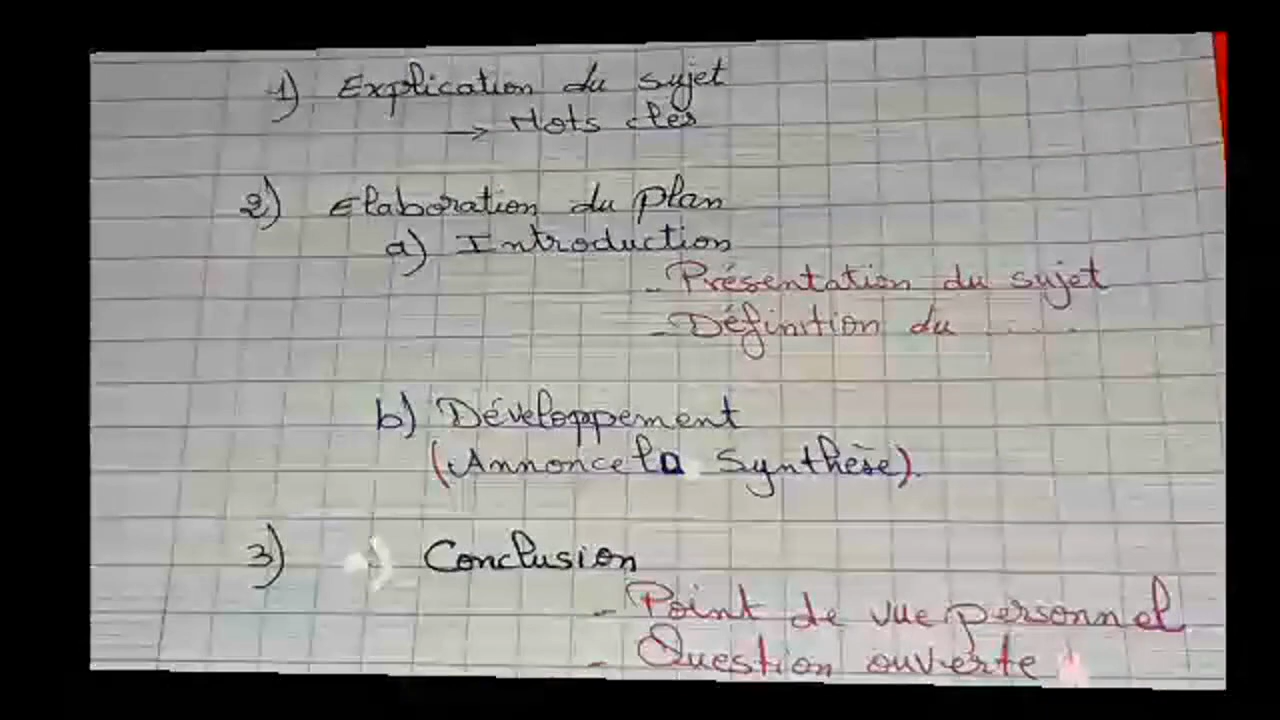 1) Explication du sujet
→ Mots clés
2) Elaboration du plan
a) Introduction
- Présentation du sujet
- Définition du ......
b) Développement
(Annonce la synthèse).
3) Conclusion
- Point de vue personnel
- Question ouverte